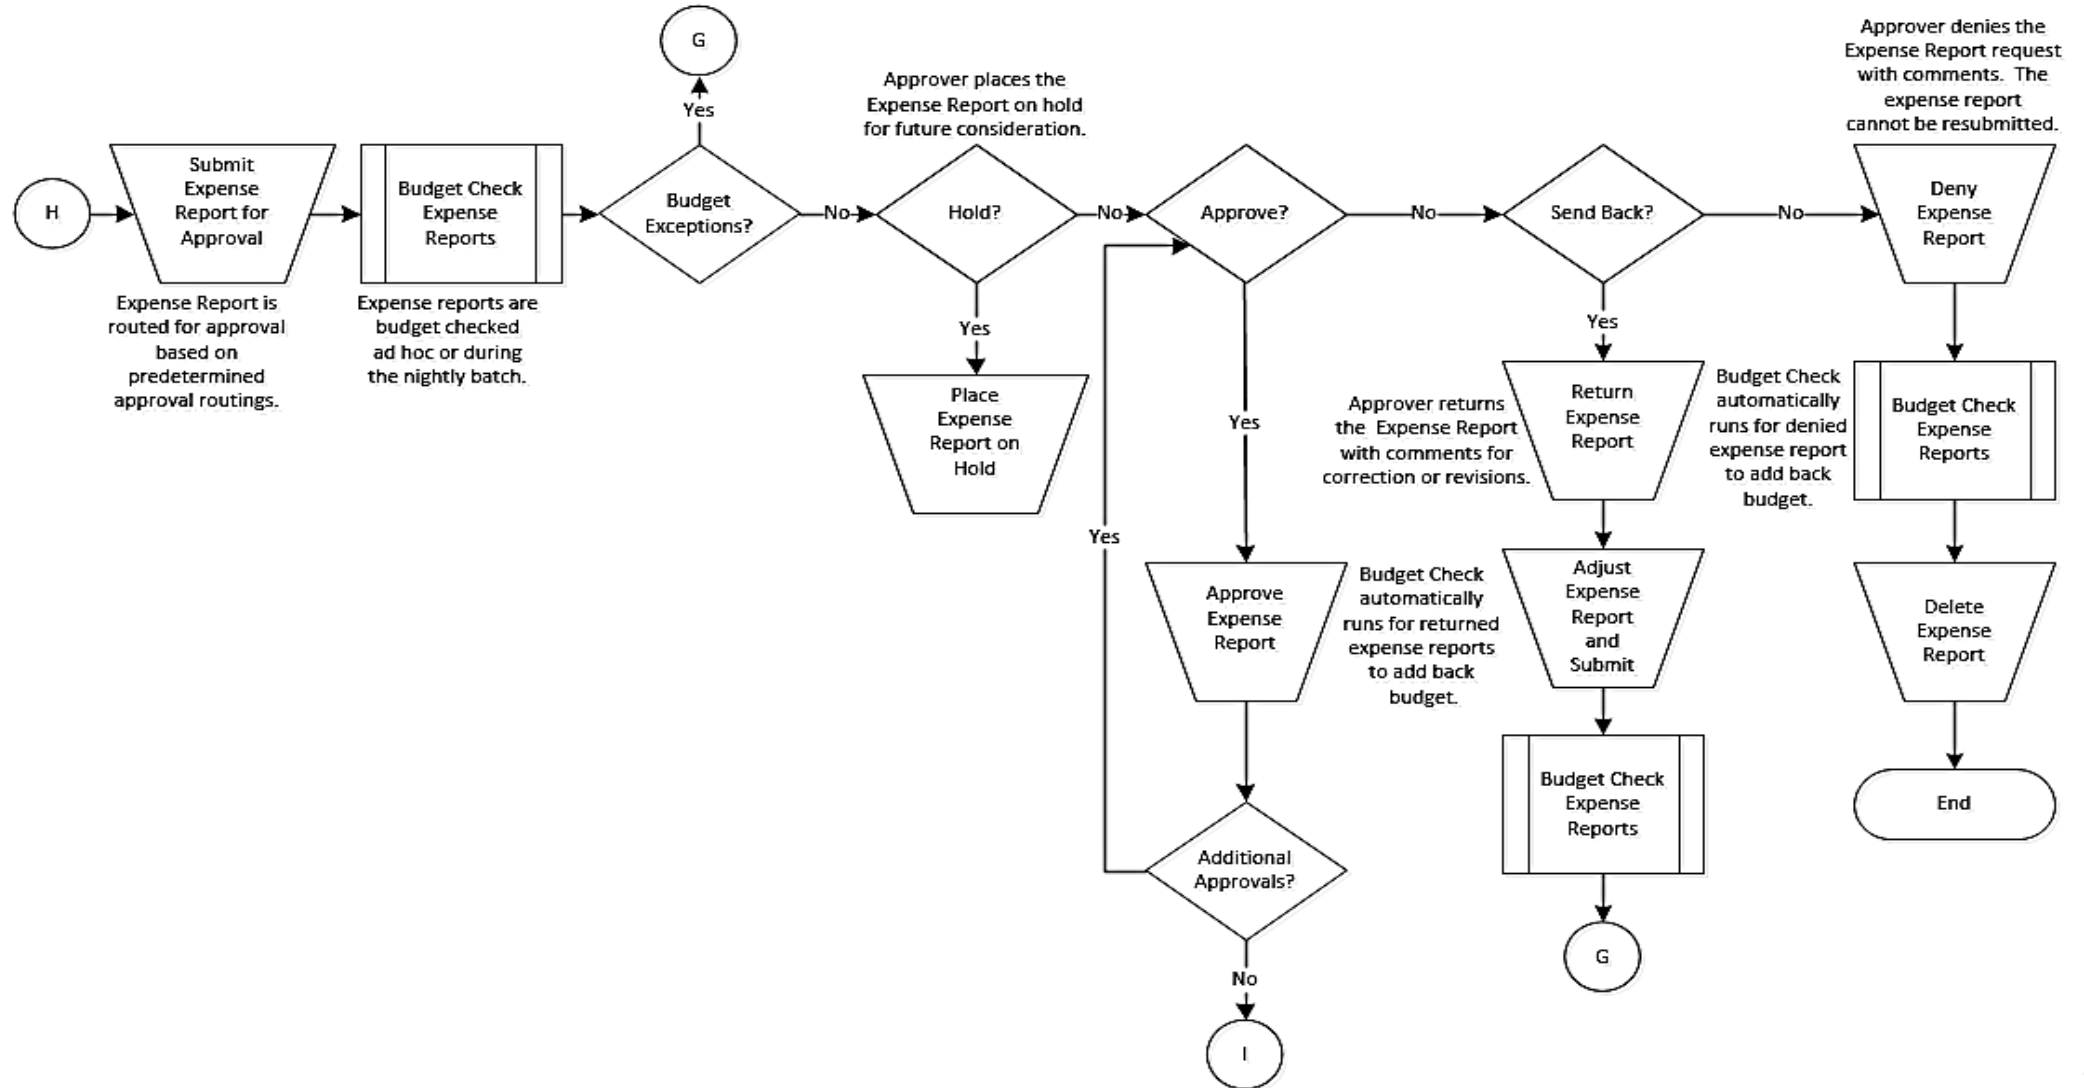 G
Yes
Approver places the
Expense Report on hold
for future consideration.
Approver denies the
Expense Report request
with comments.  The
expense report
cannot be resubmitted.
H
Submit
Expense
Report for
Approval
Expense Report is
routed for approval
based on
predetermined
approval routings.
Budget Check
Expense
Reports
Expense reports are
budget checked
ad hoc or during
the nightly batch.
Budget
Exceptions?
No
Hold?
No
Approve?
No
Send Back?
No
Deny
Expense
Report
Yes
Place
Expense
Report on
Hold
Yes
Yes
Approve
Expense
Report
Additional
Approvals?
No
I
Yes
Approver returns
the  Expense Report
with comments for
correction or revisions.
Return
Expense
Report
Budget Check
automatically
runs for returned
expense reports
to add back
budget.
Adjust
Expense
Report
and
Submit
Budget Check
Expense
Reports
G
Budget Check
automatically
runs for denied
expense report
to add back
budget.
Budget Check
Expense
Reports
Delete
Expense
Report
End